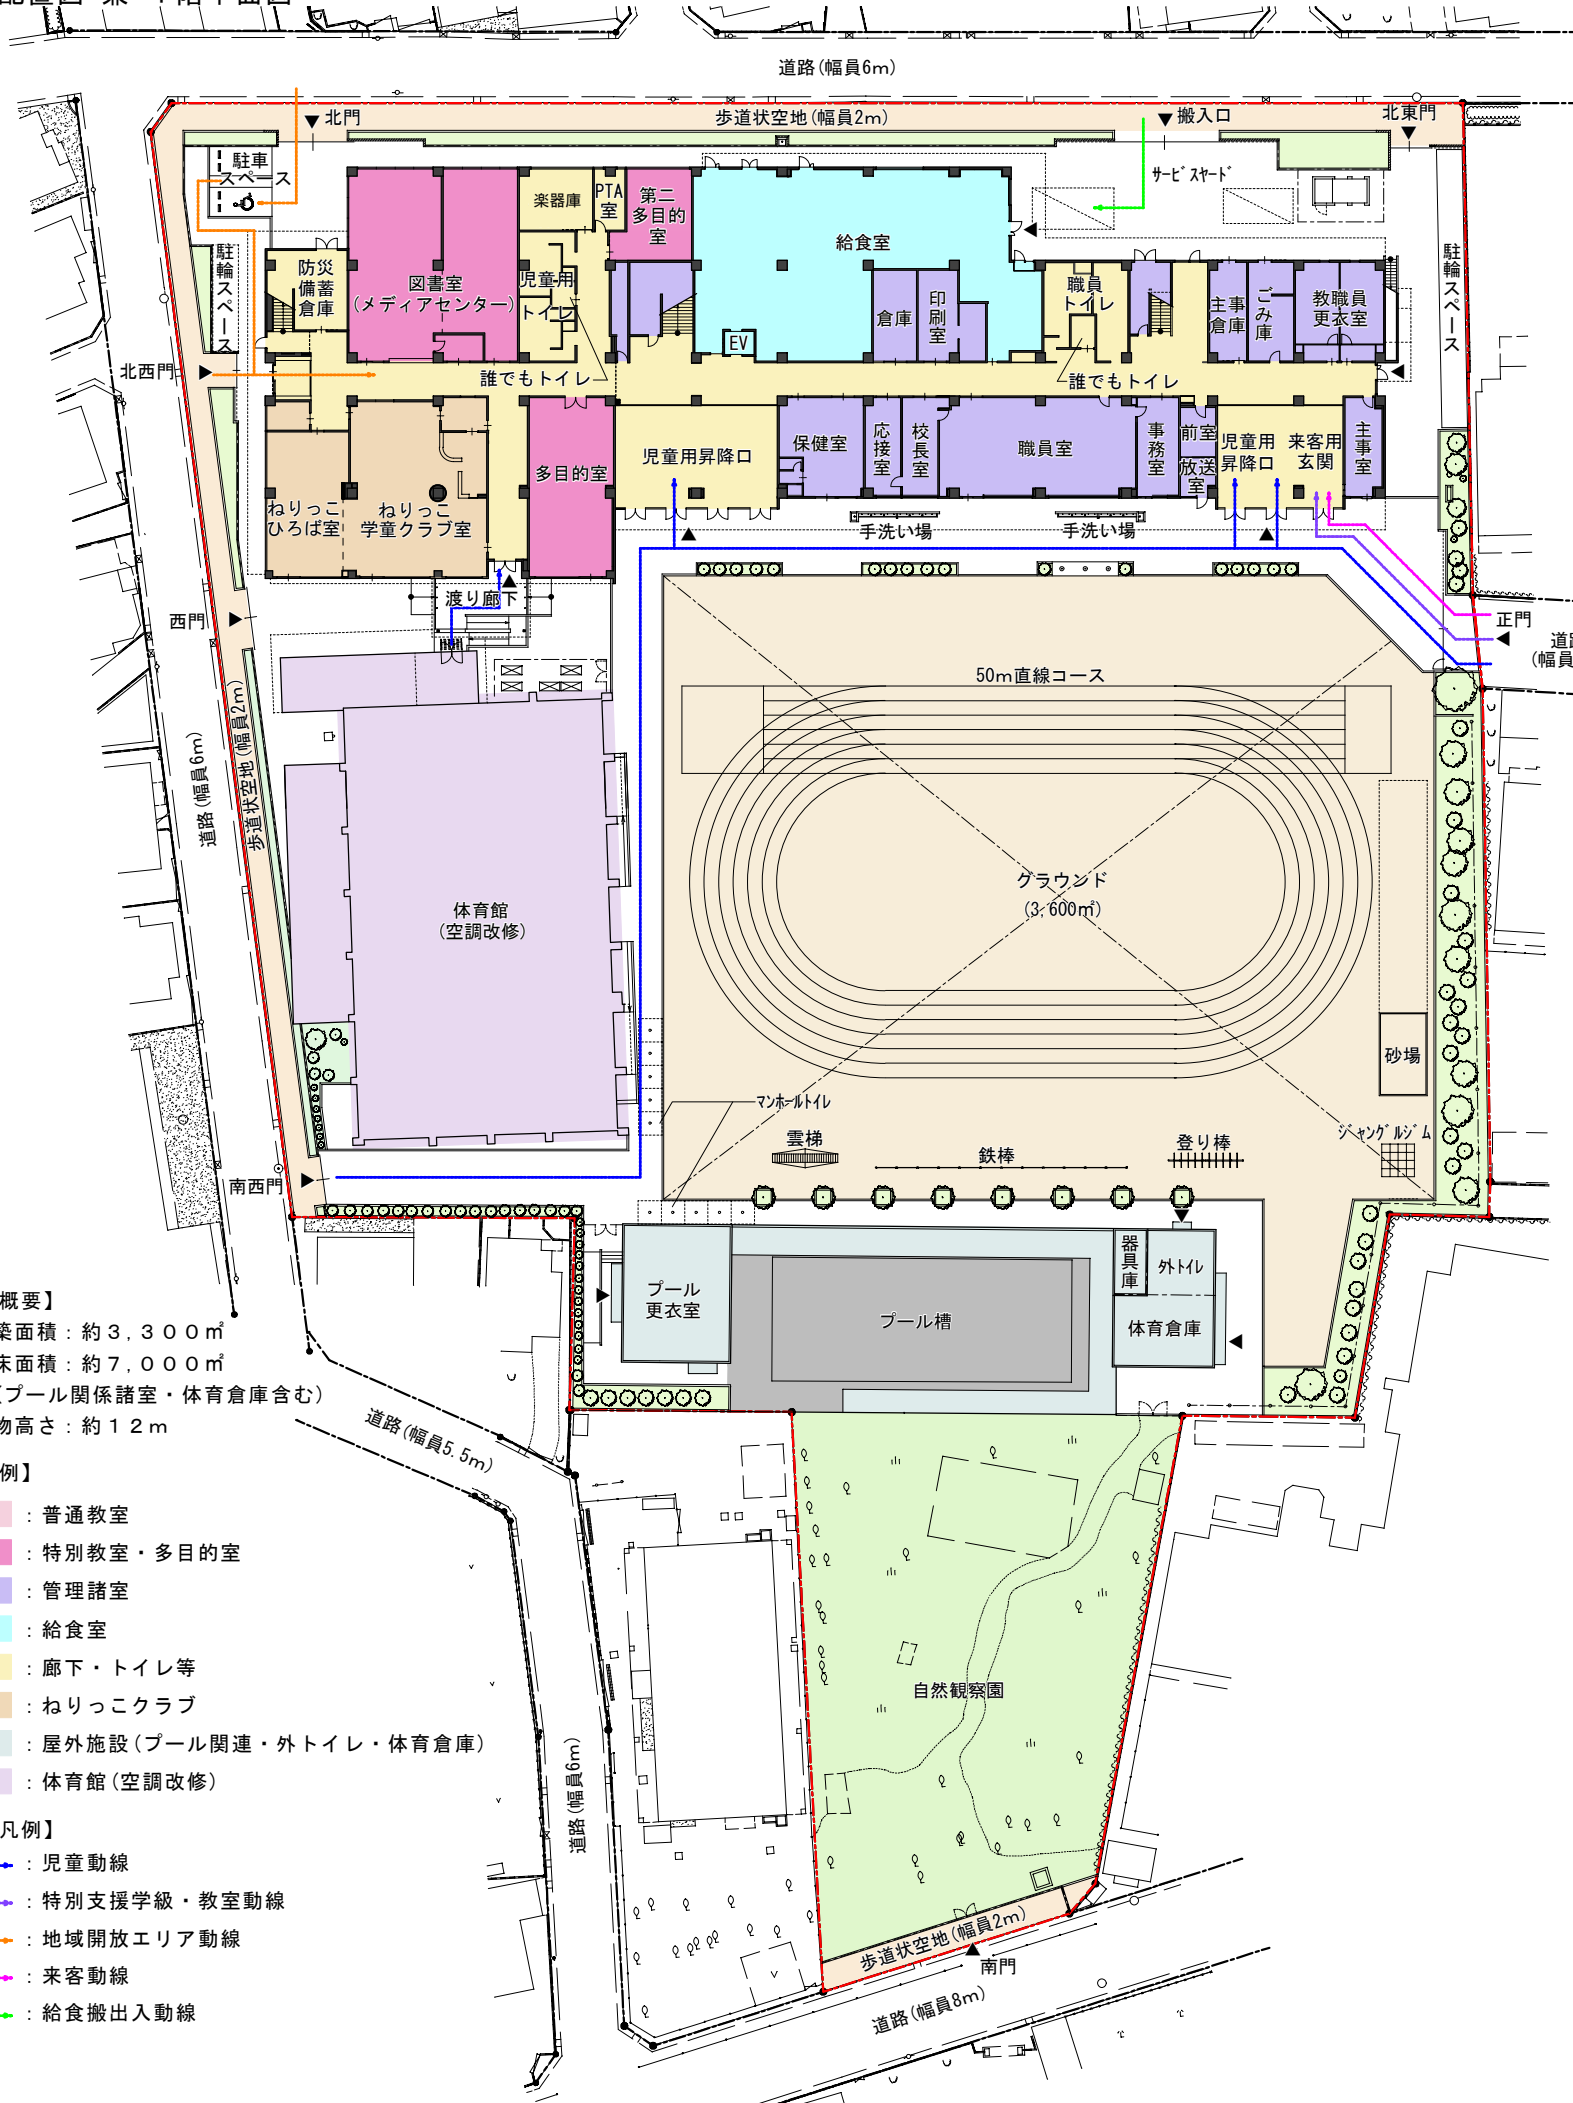 道路(幅員6m)
歩道状空地(幅員2m)
北門
搬入口
北東門
駐車
スペース
サービスヤード
楽器庫
PTA
室
第二
多目的
室
給食室
駐輪スペース
防災
備蓄
倉庫
図書室
(メディアセンター)
児童用
トイレ
倉庫
印刷室
EV
職員
トイレ
主事
倉庫
ごみ庫
教職員
更衣室
駐輪スペース
北西門
誰でもトイレ
誰でもトイレ
保健室
応接室
校長室
職員室
事務室
前室
放送
室
児童用
昇降口
来客用
玄関
主事室
児童用昇降口
多目的室
ねりっこ
ひろば室
ねりっこ
学童クラブ室
手洗い場
手洗い場
渡り廊下
西門
正門
50m直線コース
道路(幅員6m)
歩道状空地(幅員2m)
体育館
(空調改修)
グラウンド
(3,600㎡)
砂場
マンホールトイレ
雲梯
鉄棒
登り棒
ジャングルジム
南西門
プール
更衣室
プール槽
器具庫
外トイレ
体育倉庫
概要】
築面積：約3,300㎡
床面積：約7,000㎡
(プール関係諸室・体育倉庫含む)
物高さ：約12m
道路(幅員5.5m)
例】
：普通教室
：特別教室・多目的室
：管理諸室
：給食室
：廊下・トイレ等
：ねりっこクラブ
：屋外施設(プール関連・外トイレ・体育倉庫)
：体育館(空調改修)
自然観察園
道路(幅員6m)
凡例】
：児童動線
：特別支援学級・教室動線
：地域開放エリア動線
：来客動線
：給食搬出入動線
歩道状空地(幅員2m)
南門
道路(幅員8m)